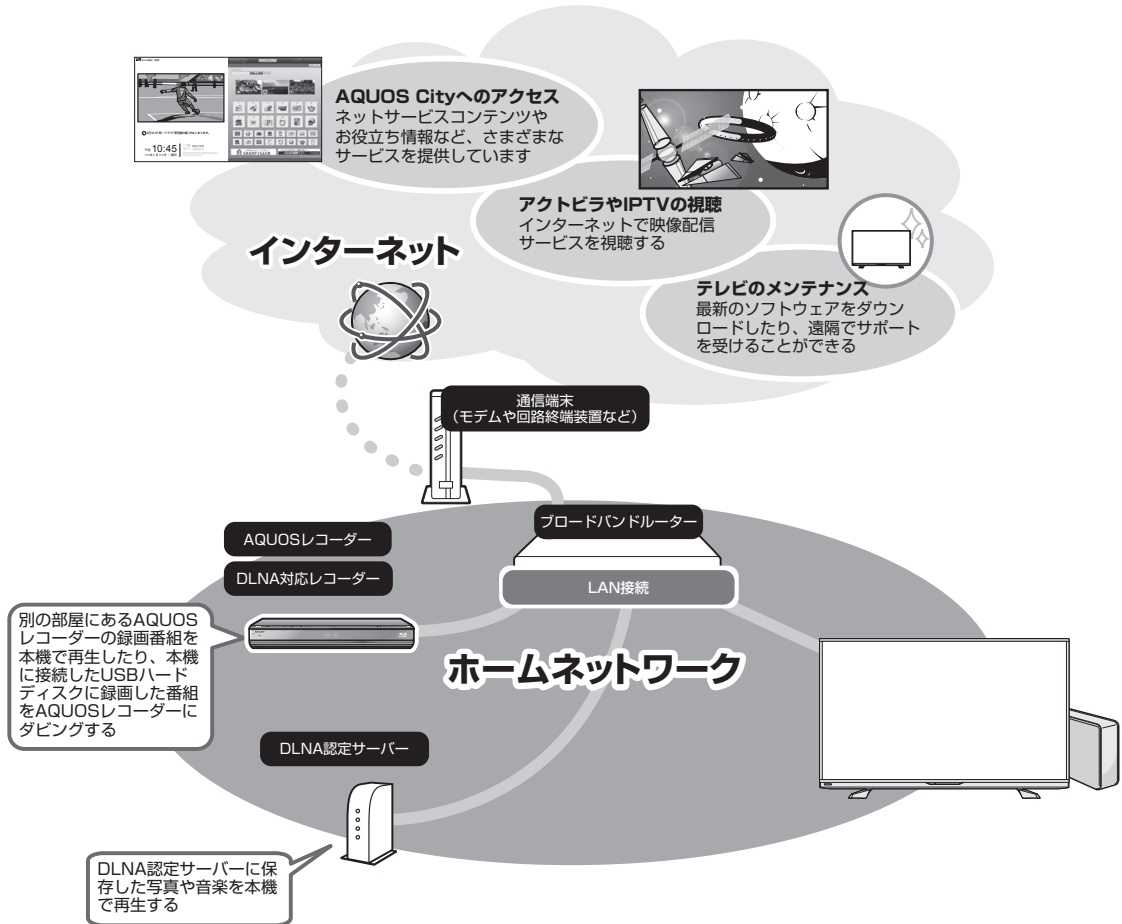 AQUOS Cityへのアクセス
ネットサービスコンテンツや
お役立ち情報など、さまざまな
サービスを提供しています
10:45
アクトビラやIPTVの視聴
インターネットで映像配信
サービスを視聴する
インターネット
テレビのメンテナンス
最新のソフトウェアをダウン
ロードしたり、遠隔でサポート
を受けることができる
通信端末
（モデムや回路終端装置など）
ブロードバンドルーター
LAN接続
AQUOSレコーダー
DLNA対応レコーダー
別の部屋にあるAQUOS
レコーダーの録画番組を
本機で再生したり、本機
に接続したUSBハード
ディスクに録画した番組
をAQUOSレコーダーに
ダビングする
ホームネットワーク
DLNA認定サーバー
DLNA認定サーバーに保
存した写真や音楽を本機
で再生する